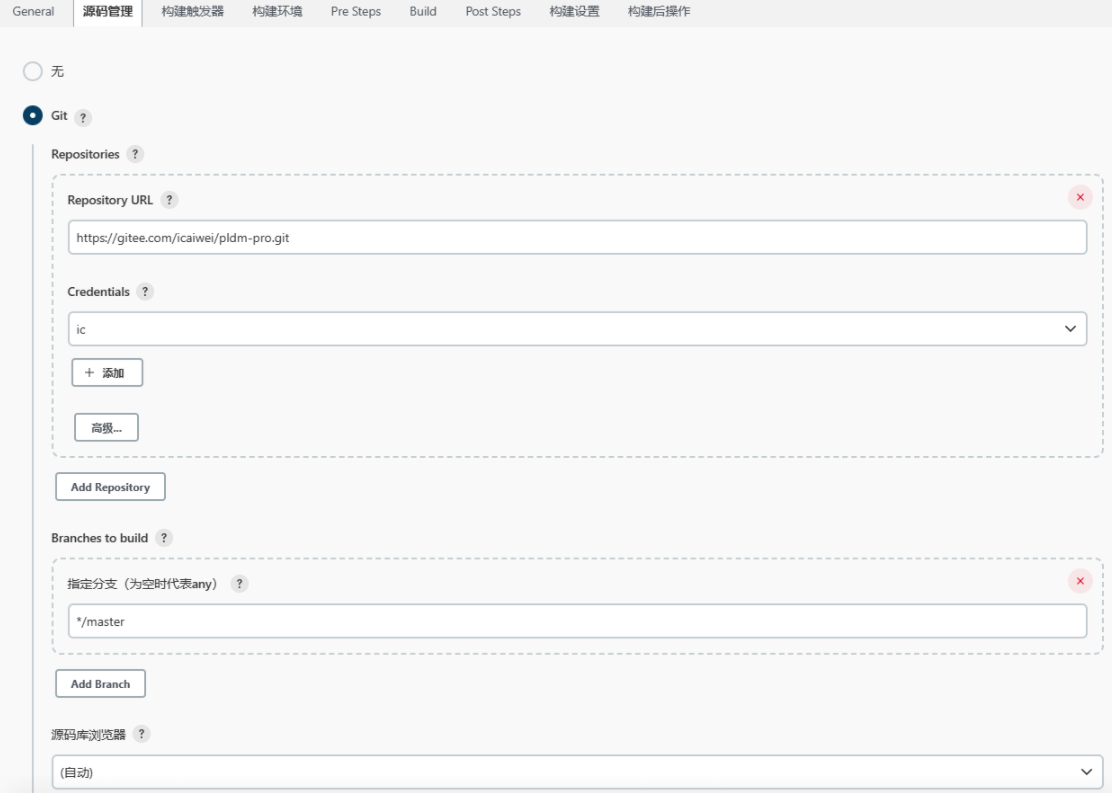 General 源码管理 构建触发器 构建环境 Pre Steps Build Post Steps 构建设置 构建后操作
无
Git ?
Repositories ?
Repository URL ?
https://gitee.com/icaiwei/pldm-pro.git
Credentials ?
ic
+ 添加
高级...
Add Repository
Branches to build ?
指定分支（为空时代表any） ?
*/master
Add Branch
源码库浏览器 ?
(自动)